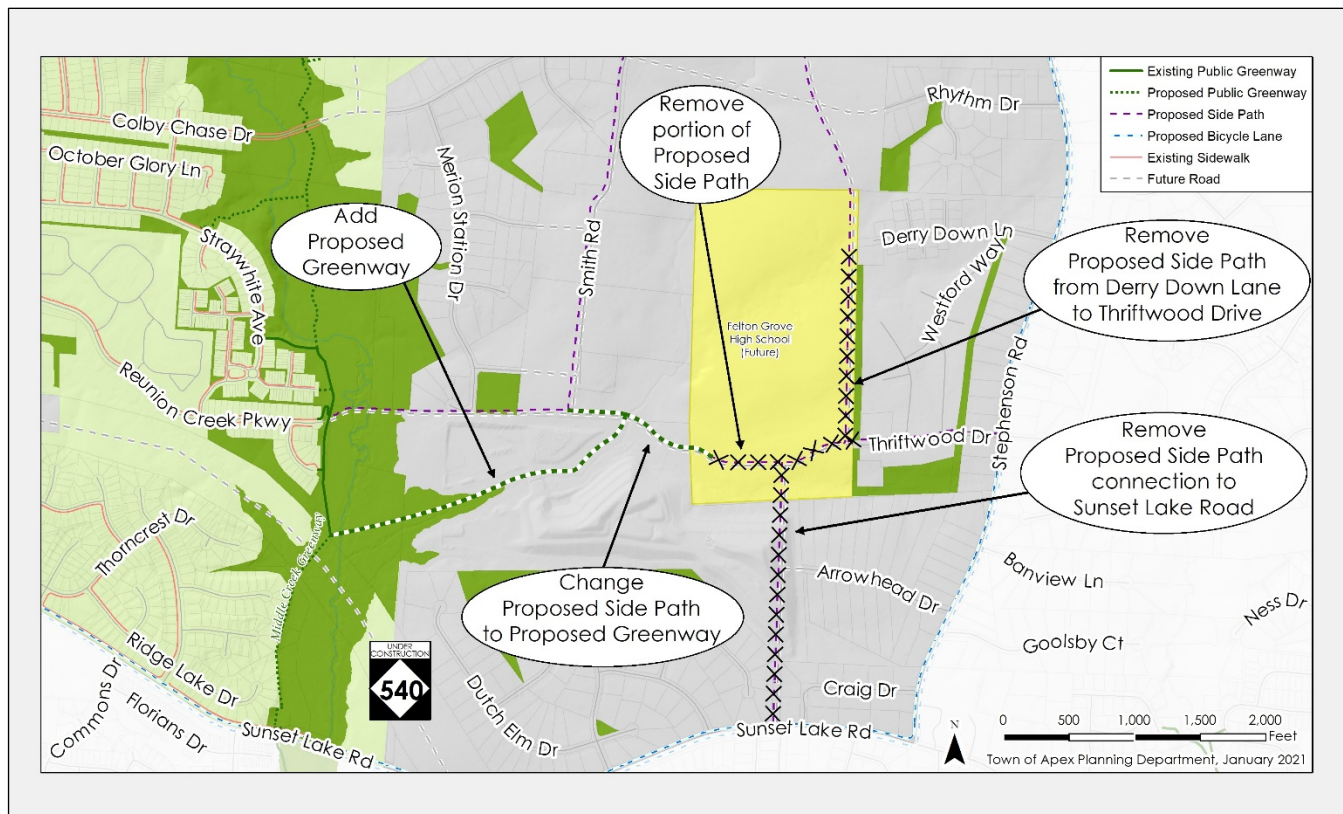 Existing Public Greenway
Proposed Public Greenway
Proposed Side Path
Proposed Bicycle Lane
Existing Sidewalk
Future Road
Rhythm Dr
Colby Chase Dr
October Glory Ln
Merion Station Dr
Remove
portion of
Proposed
Side Path
Add
Proposed
Greenway
Smith Rd
Straywhite Ave
Derry Down Ln
Westford Way
Remove
Proposed Side Path
from Derry Down Lane
to Thriftwood Drive
Felton Grove
High School
(Future)
Reunion Creek Pkwy
Thriftwood Dr
Stephenson Rd
Remove
Proposed Side Path
connection to
Sunset Lake Road
Thorncrest Dr
Middle Creek Greenway
Change
Proposed Side Path
to Proposed Greenway
Arrowhead Dr
Banview Ln
Ness Dr
Goolsby Ct
UNDER
CONSTRUCTION
540
Ridge Lake Dr
Commons Dr
Florians Dr
Sunset Lake Rd
Dutch Elm Dr
Craig Dr
Sunset Lake Rd
N
0 500 1,000 1,500 2,000
Feet
Town of Apex Planning Department, January 2021